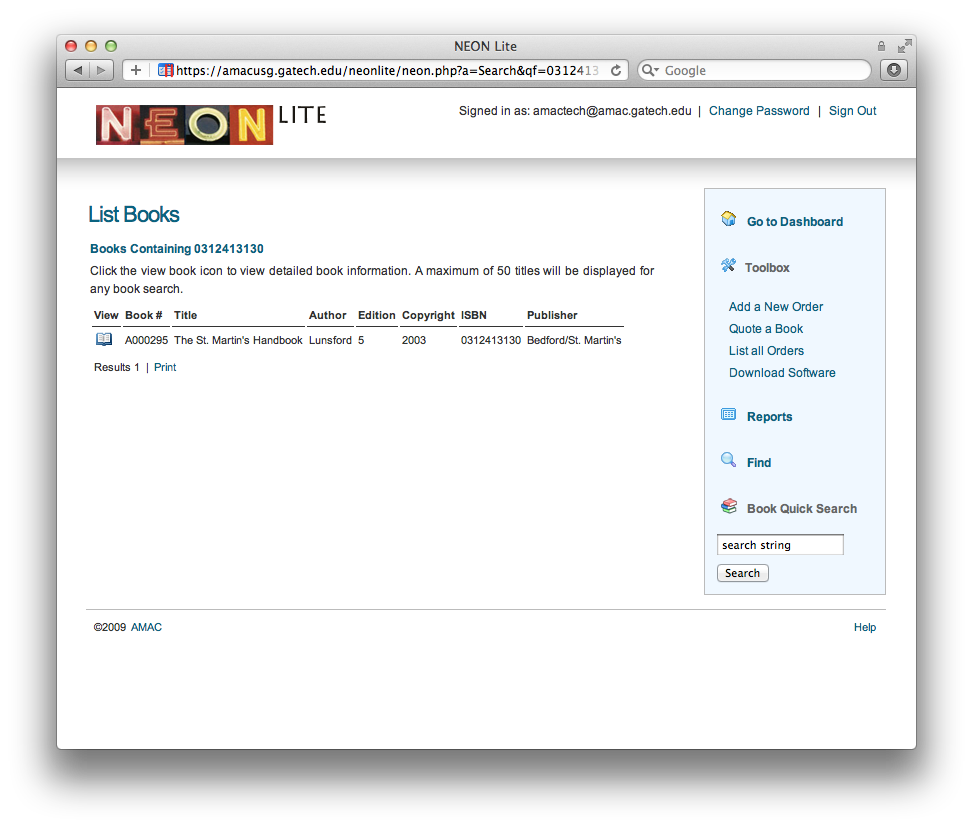 NEON Lite
https://amacusg.gatech.edu/neonlite/neon.php?a=Search&qf=0312413
Google
NEON LITE
Signed in as: amactech@amac.gatech.edu | Change Password | Sign Out
List Books
Books Containing 0312413130
Click the view book icon to view detailed book information. A maximum of 50 titles will be displayed for
any book search.
View Book # Title Author Edition Copyright ISBN Publisher
A000295 The St. Martin's Handbook Lunsford 5 2003 0312413130 Bedford/St. Martin's
Results 1 | Print
Go to Dashboard
Toolbox
Add a New Order
Quote a Book
List all Orders
Download Software
Reports
Find
Book Quick Search
search string
Search
©2009 AMAC
Help